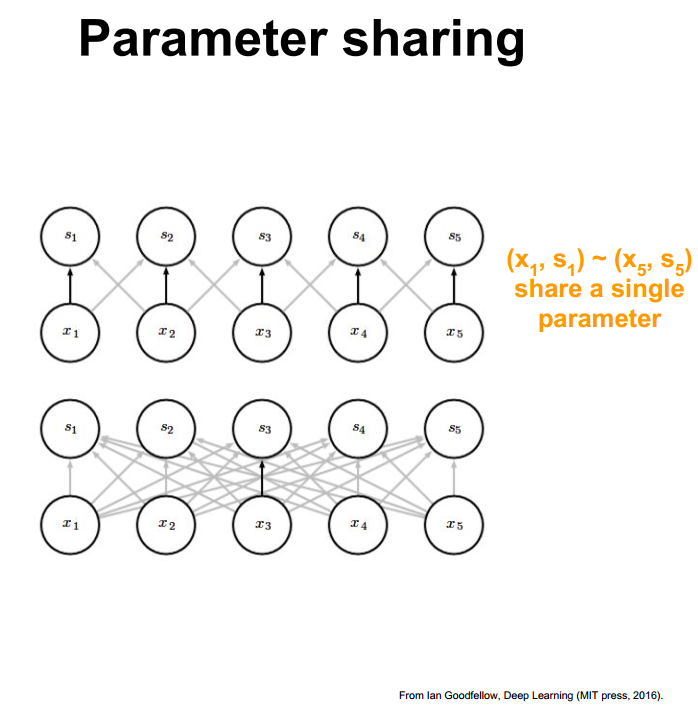 Parameter sharing
s₁ s₂ s₃ s₄ s₅
(x₁, s₁) ~ (x₅, s₅)
share a single
parameter
x₁ x₂ x₃ x₄ x₅
s₁ s₂ s₃ s₄ s₅
x₁ x₂ x₃ x₄ x₅
From Ian Goodfellow, Deep Learning (MIT press, 2016).